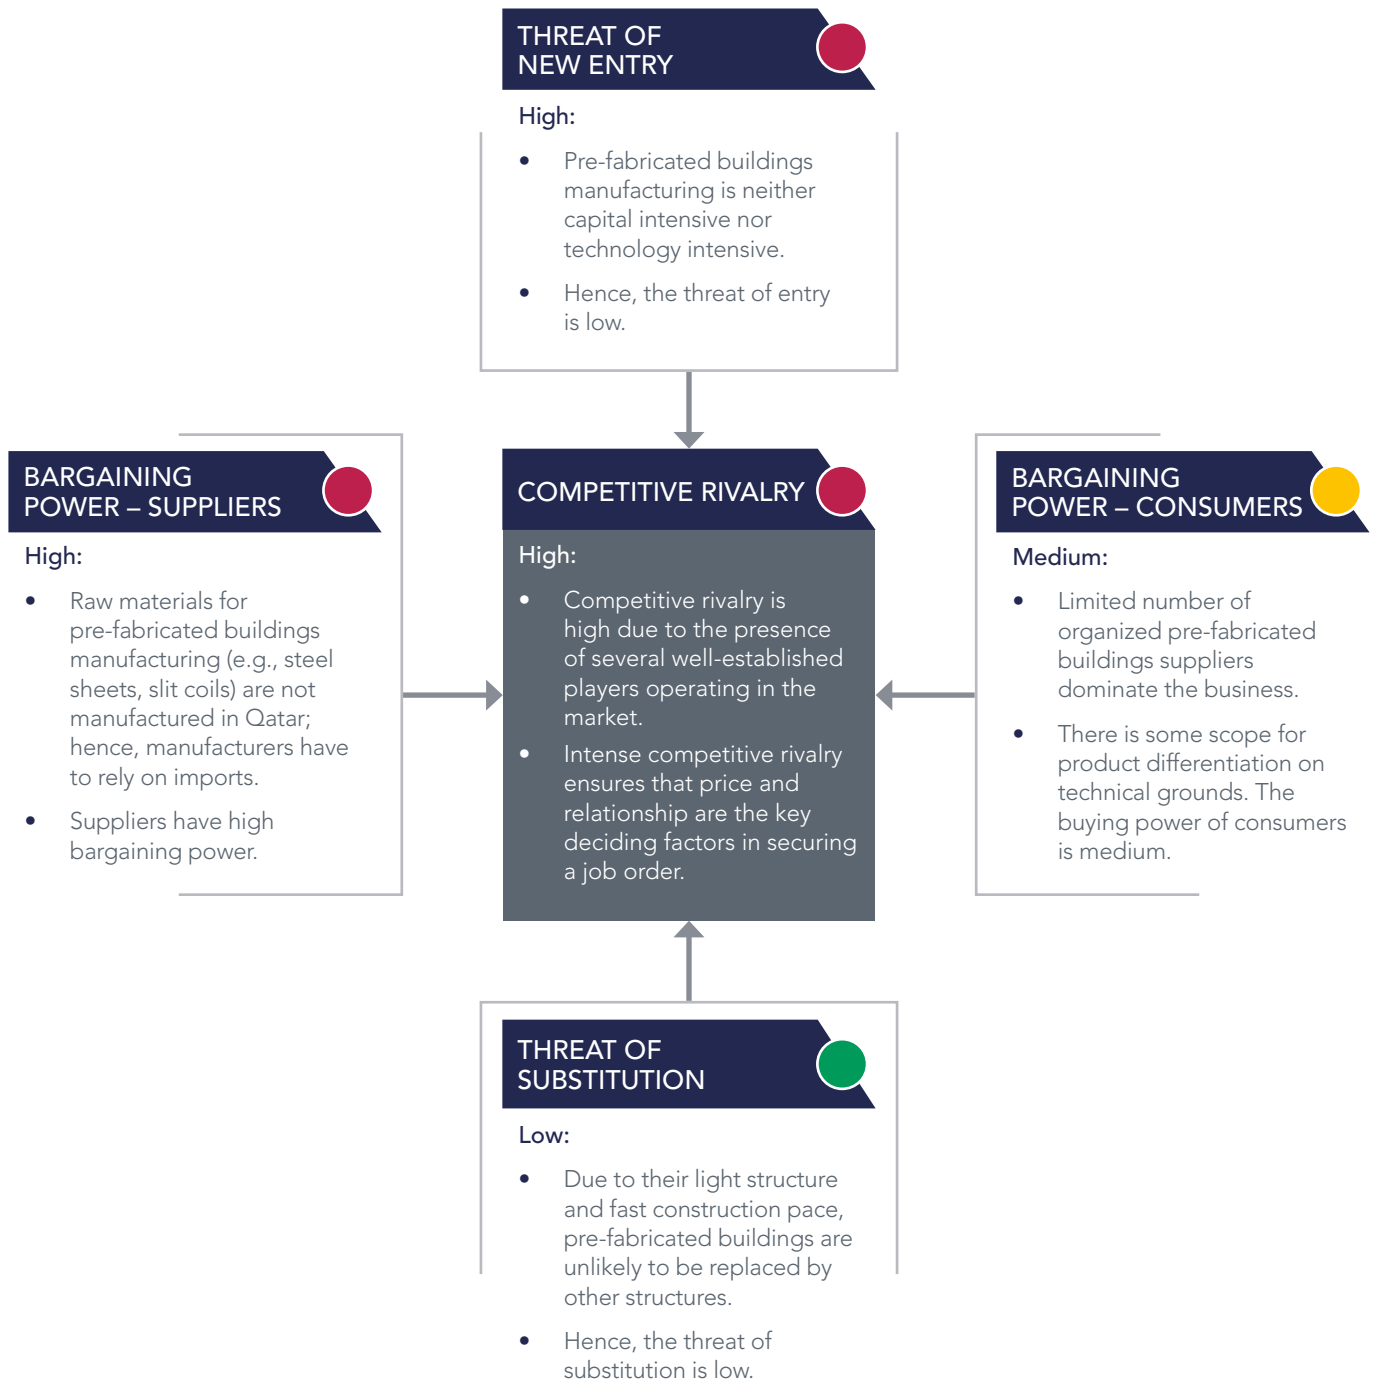 THREAT OF
NEW ENTRY
High:
• Pre-fabricated buildings
manufacturing is neither
capital intensive nor
technology intensive.
• Hence, the threat of entry
is low.
BARGAINING
POWER – SUPPLIERS
High:
• Raw materials for
pre-fabricated buildings
manufacturing (e.g., steel
sheets, slit coils) are not
manufactured in Qatar;
hence, manufacturers have
to rely on imports.
• Suppliers have high
bargaining power.
COMPETITIVE RIVALRY
High:
• Competitive rivalry is
high due to the presence
of several well-established
players operating in the
market.
• Intense competitive rivalry
ensures that price and
relationship are the key
deciding factors in securing
a job order.
BARGAINING
POWER – CONSUMERS
Medium:
• Limited number of
organized pre-fabricated
buildings suppliers
dominate the business.
• There is some scope for
product differentiation on
technical grounds. The
buying power of consumers
is medium.
THREAT OF
SUBSTITUTION
Low:
• Due to their light structure
and fast construction pace,
pre-fabricated buildings are
unlikely to be replaced by
other structures.
• Hence, the threat of
substitution is low.